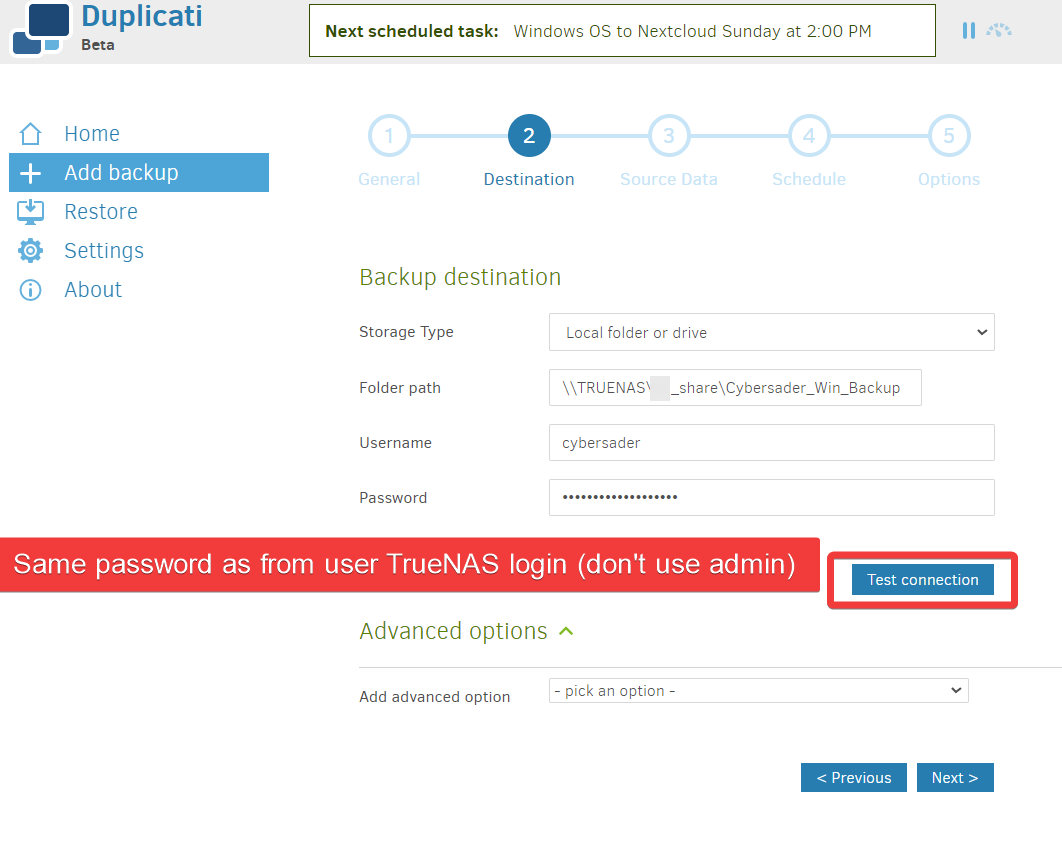 Duplicati
Beta
Next scheduled task: Windows OS to Nextcloud Sunday at 2:00 PM
Home
Add backup
Restore
Settings
About
1 2 3 4 5
General Destination Source Data Schedule Options
Backup destination
Storage Type Local folder or drive
Folder path \\TRUENAS\ _share\Cybersader_Win_Backup
Username cybersader
Password •••••••••••••••••••
Same password as from user TrueNAS login (don't use admin)
Test connection
Advanced options
Add advanced option - pick an option -
< Previous Next >